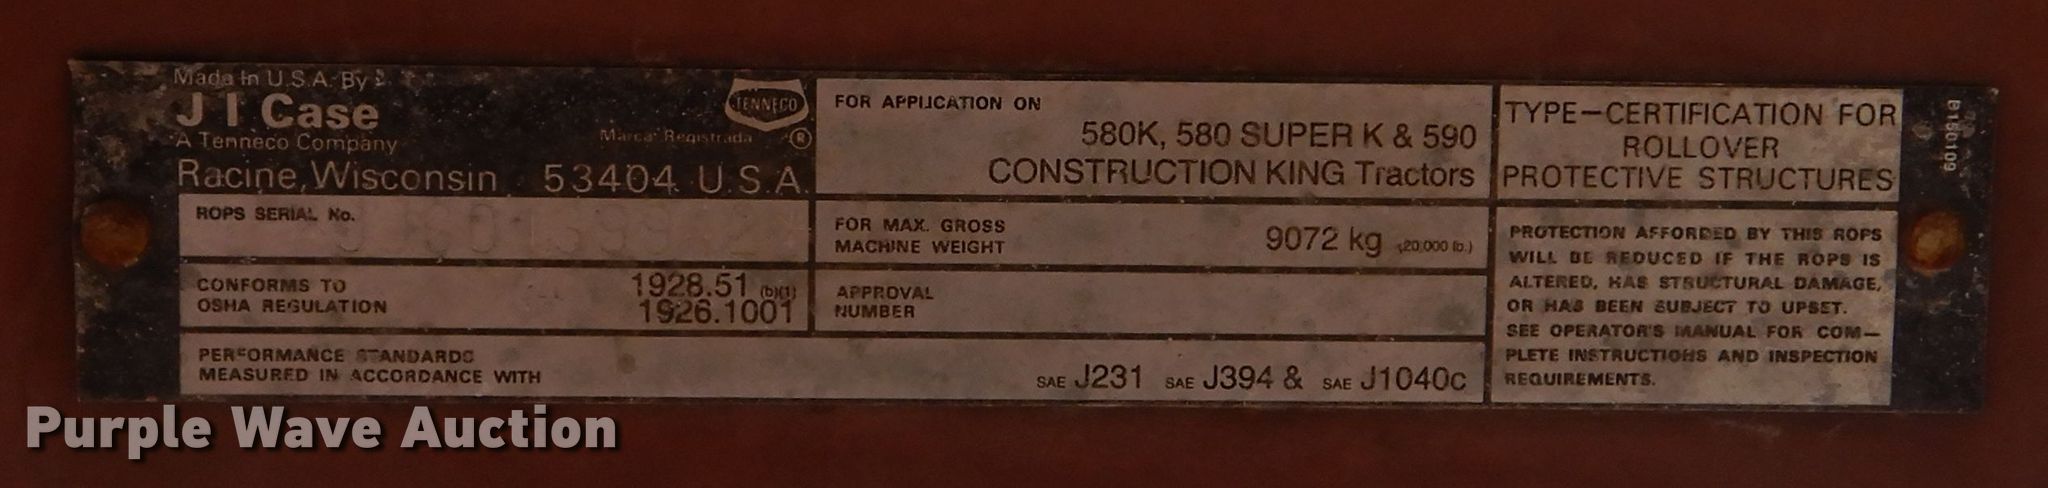 Made In U.S.A. By
J I Case
A Tenneco Company
Racine, Wisconsin 53404 U.S.A.
TENNECO
Marca Registrada ®
ROPS SERIAL No.
CONFORMS TO
OSHA REGULATION
1928.51 (b)(1)
1926.1001
PERFORMANCE STANDARDS
MEASURED IN ACCORDANCE WITH
SAE J231 SAE J394 & SAE J1040c
FOR APPLICATION ON
580K, 580 SUPER K & 590
CONSTRUCTION KING Tractors
FOR MAX. GROSS
MACHINE WEIGHT
9072 kg (20,000 lb.)
APPROVAL
NUMBER
TYPE-CERTIFICATION FOR
ROLLOVER
PROTECTIVE STRUCTURES
PROTECTION AFFORDED BY THIS ROPS
WILL BE REDUCED IF THE ROPS IS
ALTERED, HAS STRUCTURAL DAMAGE,
OR HAS BEEN SUBJECT TO UPSET.
SEE OPERATOR'S MANUAL FOR COM-
PLETE INSTRUCTIONS AND INSPECTION
REQUIREMENTS.
Purple Wave Auction